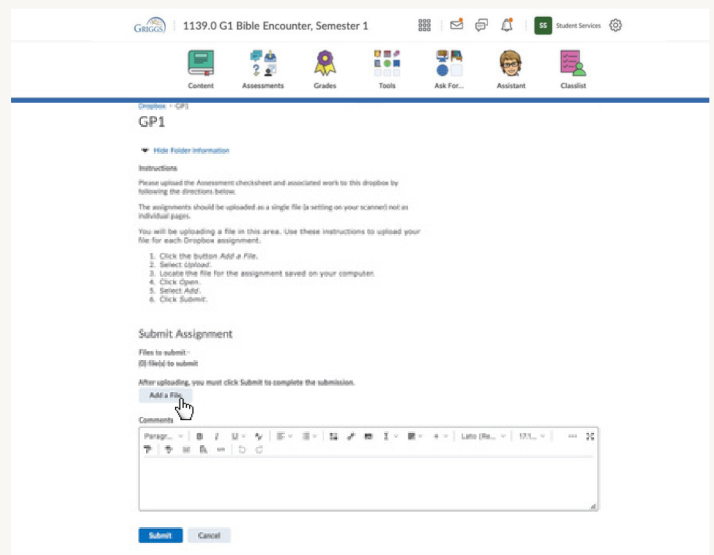 GRIGGS 1139.0 G1 Bible Encounter, Semester 1 SS Student Services
Content Assessments Grades Tools Ask For... Assistant Classlist
Dropbox GP1
GP1
Hide Folder Information
Instructions
Please upload the Assessment checksheet and associated work to this dropbox by
following the directions below.
The assignments should be uploaded as a single file (a setting on your scanner) not as
individual pages.
You will be uploading a file in this area. Use these instructions to upload your
file for each Dropbox assignment.
1. Click the button Add a File.
2. Select Upload.
3. Locate the file for the assignment saved on your computer.
4. Click Open.
5. Select Add.
6. Click Submit.
Submit Assignment
Files to submit
(0) file(s) to submit
After uploading, you must click Submit to complete the submission.
Add a File
Comments
Paragr... B I U Lato (Re...
Submit Cancel